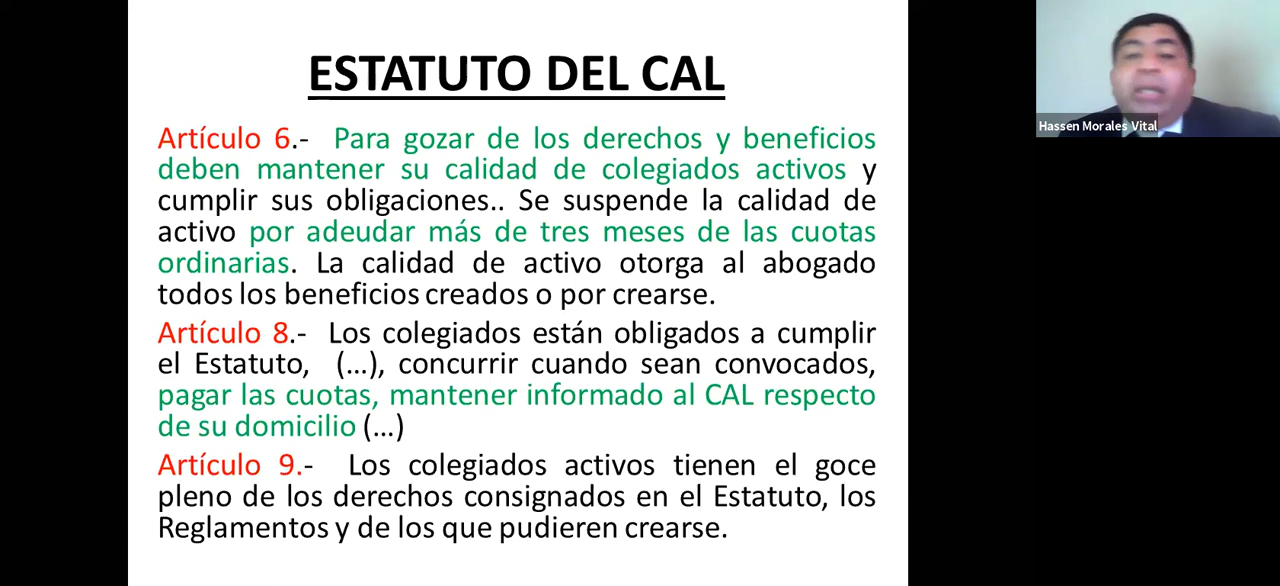 ESTATUTO DEL CAL
Artículo 6.- Para gozar de los derechos y beneficios
deben mantener su calidad de colegiados activos y
cumplir sus obligaciones.. Se suspende la calidad de
activo por adeudar más de tres meses de las cuotas
ordinarias. La calidad de activo otorga al abogado
todos los beneficios creados o por crearse.
Artículo 8.- Los colegiados están obligados a cumplir
el Estatuto, (...), concurrir cuando sean convocados,
pagar las cuotas, mantener informado al CAL respecto
de su domicilio (...)
Artículo 9.- Los colegiados activos tienen el goce
pleno de los derechos consignados en el Estatuto, los
Reglamentos y de los que pudieren crearse.
Hassen Morales Vital